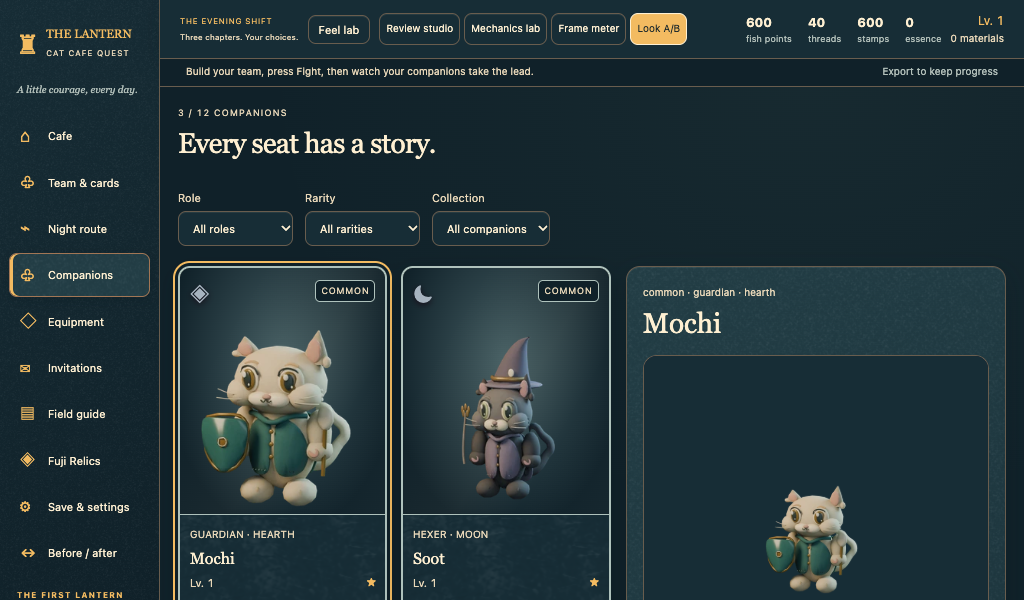 THE LANTERN
CAT CAFE QUEST
A little courage, every day.
Cafe
Team & cards
Night route
Companions
Equipment
Invitations
Field guide
Fuji Relics
Save & settings
Before / after
THE FIRST LANTERN
THE EVENING SHIFT
Three chapters. Your choices.
Feel lab
Review studio
Mechanics lab
Frame meter
Look A/B
600
fish points
40
threads
600
stamps
0
essence
Lv. 1
0 materials
Build your team, press Fight, then watch your companions take the lead.
Export to keep progress
3 / 12 COMPANIONS
Every seat has a story.
Role
All roles
Rarity
All rarities
Collection
All companions
COMMON
GUARDIAN · HEARTH
Mochi
Lv. 1
COMMON
HEXER · MOON
Soot
Lv. 1
common · guardian · hearth
Mochi